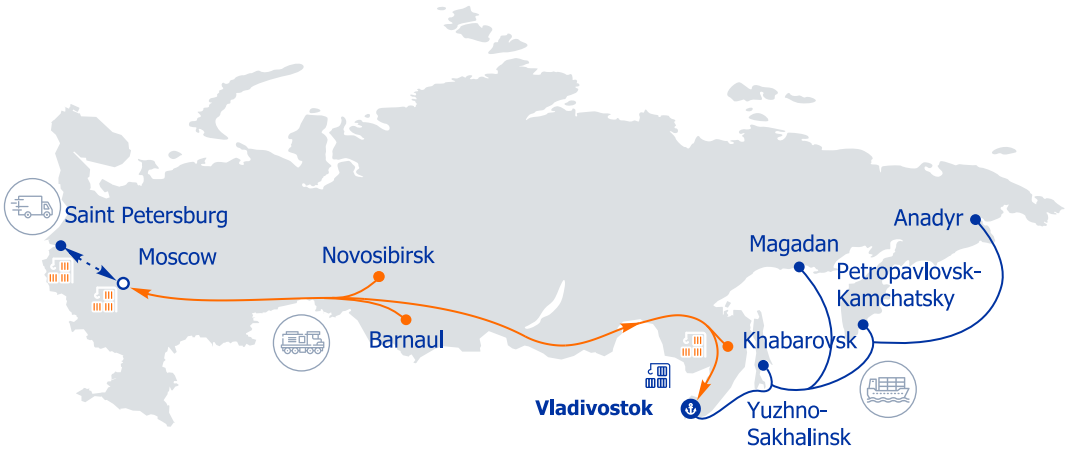 Saint Petersburg
Moscow
Novosibirsk
Barnaul
Anadyr
Magadan
Petropavlovsk-
Kamchatsky
Khabarovsk
Vladivostok
Yuzhno-
Sakhalinsk